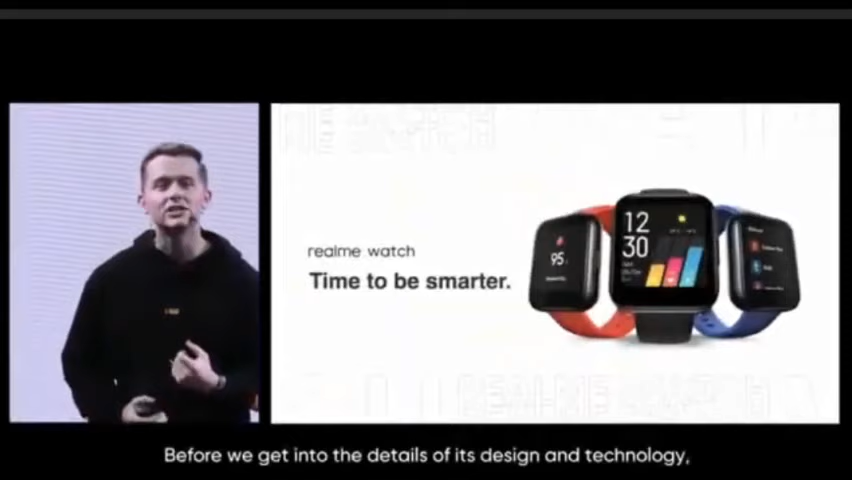 realme watch
Time to be smarter.
12
30
95
Before we get into the details of its design and technology,